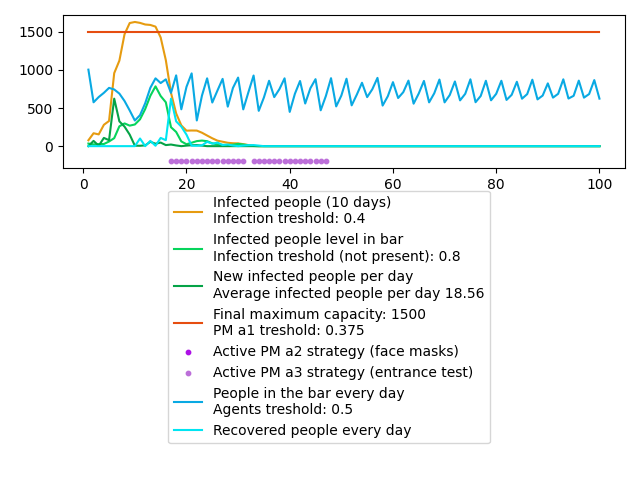 1500
1000
500
0
0
20
40
60
80
100
Infected people (10 days)
Infection treshold: 0.4
Infected people level in bar
Infection treshold (not present): 0.8
New infected people per day
Average infected people per day 18.56
Final maximum capacity: 1500
PM a1 treshold: 0.375
Active PM a2 strategy (face masks)
Active PM a3 strategy (entrance test)
People in the bar every day
Agents treshold: 0.5
Recovered people every day